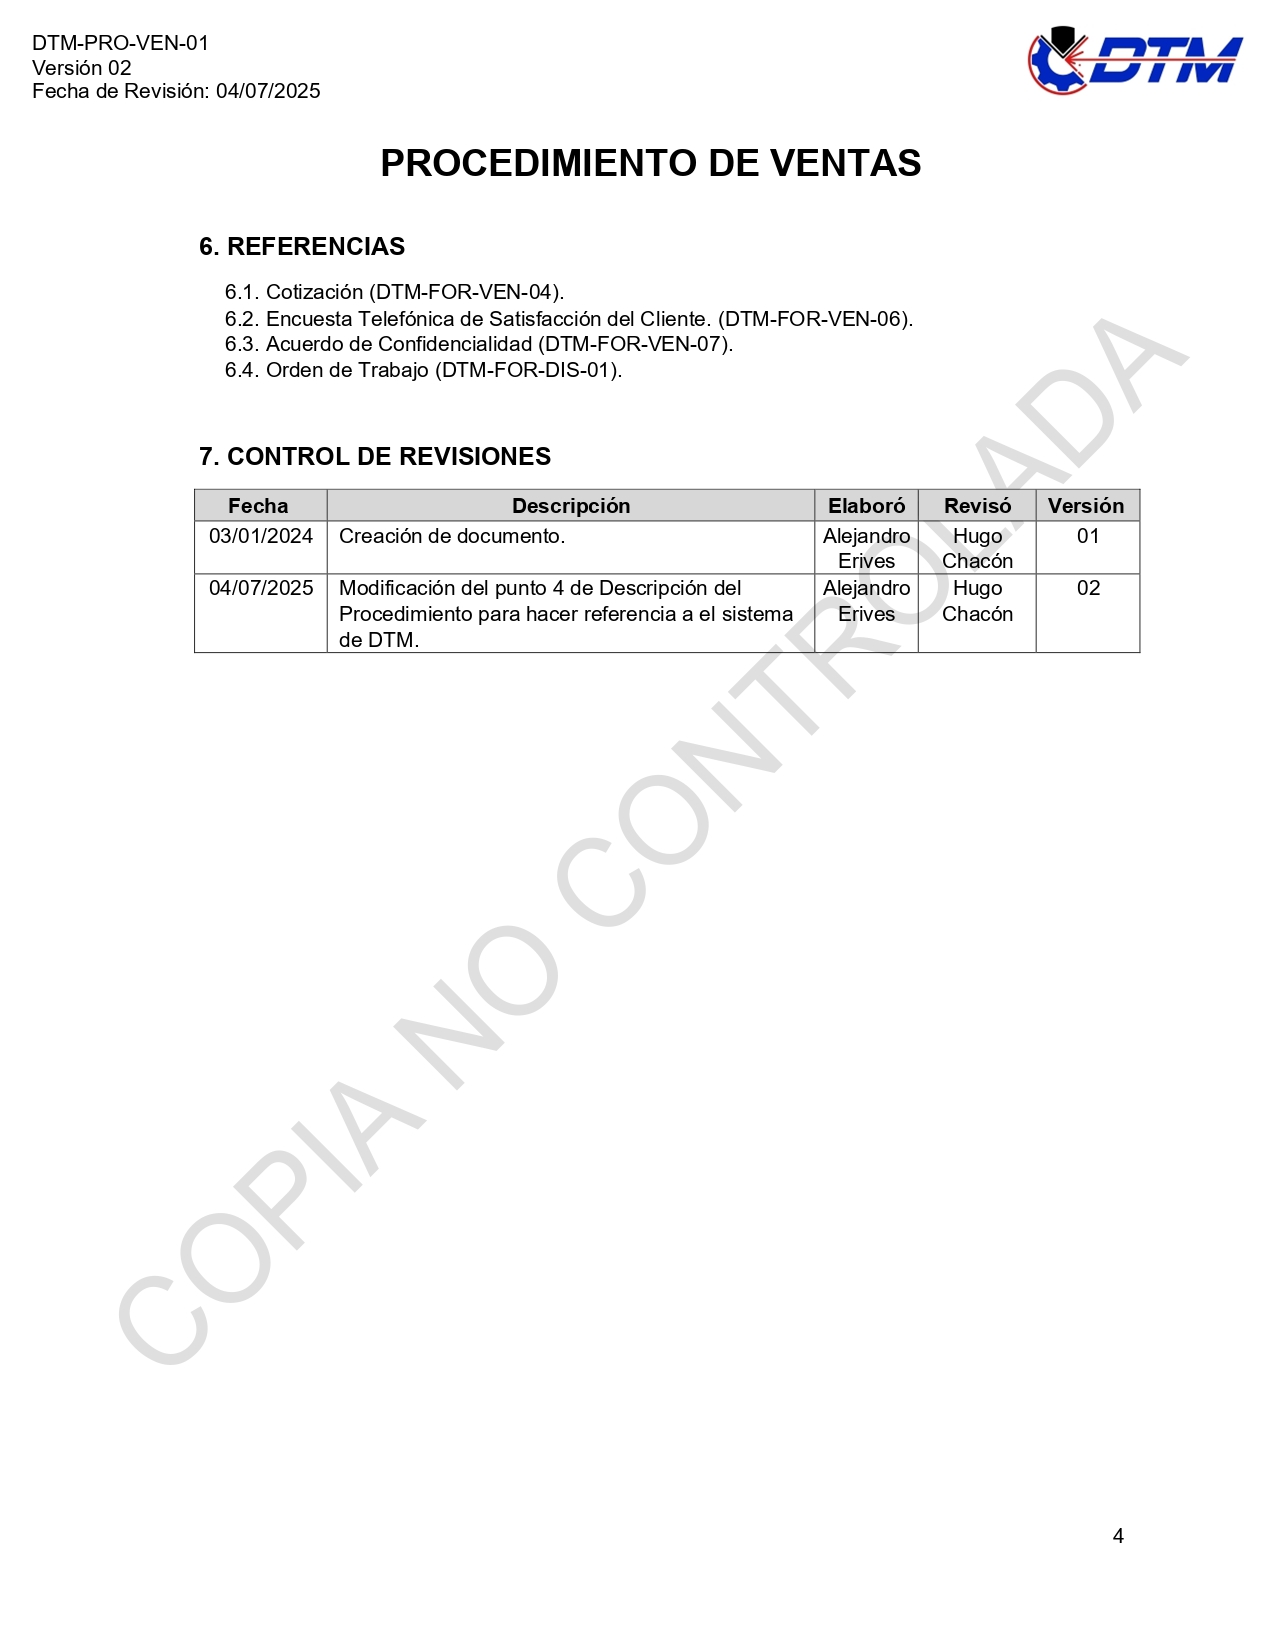 DTM-PRO-VEN-01
Versión 02
Fecha de Revisión: 04/07/2025
DTM
PROCEDIMIENTO DE VENTAS
6. REFERENCIAS
6.1. Cotización (DTM-FOR-VEN-04).
6.2. Encuesta Telefónica de Satisfacción del Cliente. (DTM-FOR-VEN-06).
6.3. Acuerdo de Confidencialidad (DTM-FOR-VEN-07).
6.4. Orden de Trabajo (DTM-FOR-DIS-01).
7. CONTROL DE REVISIONES
Fecha Descripción Elaboró Revisó Versión
03/01/2024 Creación de documento. Alejandro Hugo 01
Erives Chacón
04/07/2025 Modificación del punto 4 de Descripción del Alejandro Hugo 02
Procedimiento para hacer referencia a el sistema Erives Chacón
de DTM.
COPIA NO CONTROLADA
4